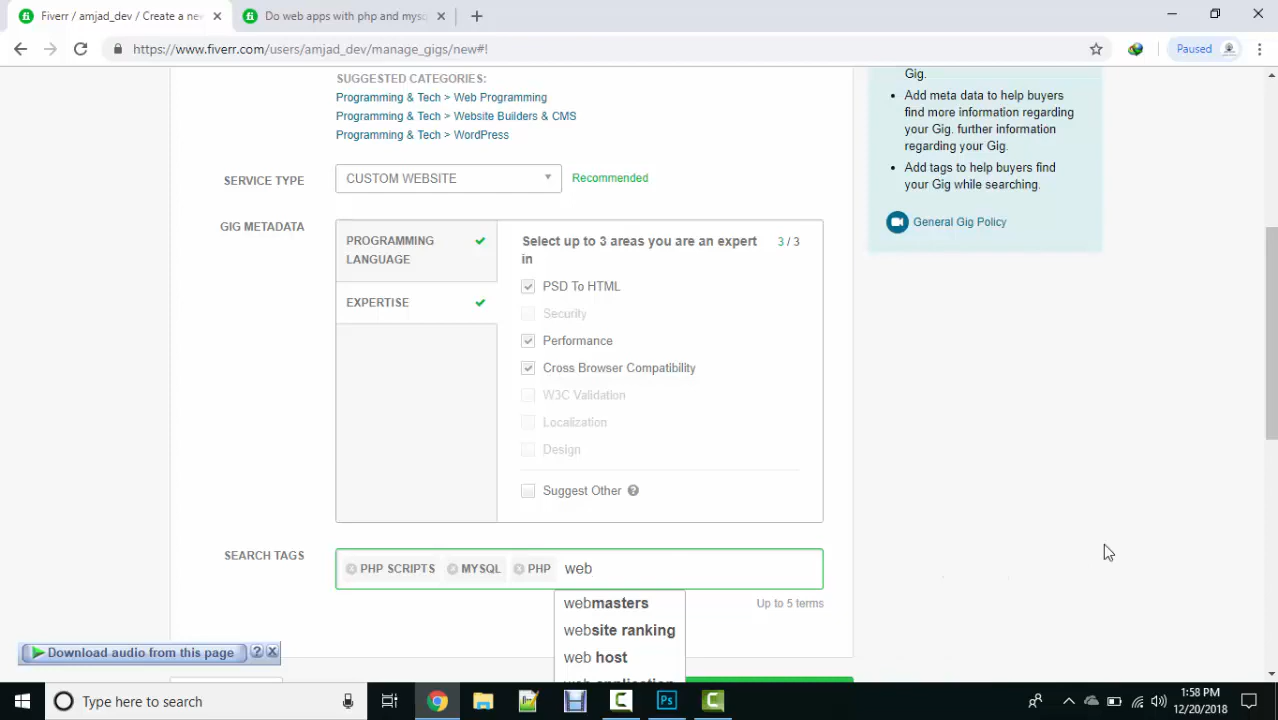 Fiverr / amjad_dev / Create a new
Do web apps with php and mysq
https://www.fiverr.com/users/amjad_dev/manage_gigs/new#!
Paused
SUGGESTED CATEGORIES:
Programming & Tech > Web Programming
Programming & Tech > Website Builders & CMS
Programming & Tech > WordPress
SERVICE TYPE
CUSTOM WEBSITE
Recommended
GIG METADATA
PROGRAMMING
LANGUAGE
EXPERTISE
Select up to 3 areas you are an expert
in
3 / 3
PSD To HTML
Security
Performance
Cross Browser Compatibility
W3C Validation
Localization
Design
Suggest Other
SEARCH TAGS
PHP SCRIPTS MYSQL PHP web
webmasters
website ranking
web host
web application
Up to 5 terms
Gig.
• Add meta data to help buyers
find more information regarding
your Gig. further information
regarding your Gig.
• Add tags to help buyers find
your Gig while searching.
General Gig Policy
Download audio from this page ? X
Type here to search
Ps
1:58 PM
12/20/2018